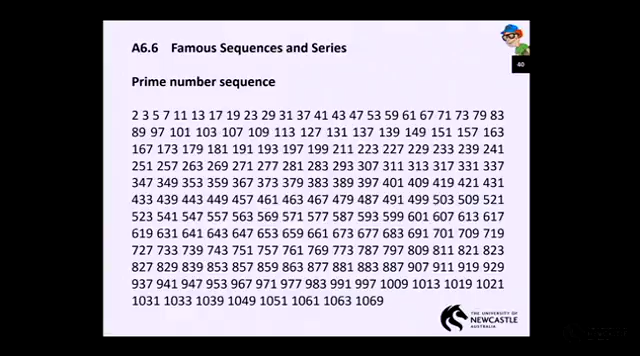 A6.6 Famous Sequences and Series
40
Prime number sequence
2 3 5 7 11 13 17 19 23 29 31 37 41 43 47 53 59 61 67 71 73 79 83
89 97 101 103 107 109 113 127 131 137 139 149 151 157 163
167 173 179 181 191 193 197 199 211 223 227 229 233 239 241
251 257 263 269 271 277 281 283 293 307 311 313 317 331 337
347 349 353 359 367 373 379 383 389 397 401 409 419 421 431
433 439 443 449 457 461 463 467 479 487 491 499 503 509 521
523 541 547 557 563 569 571 577 587 593 599 601 607 613 617
619 631 641 643 647 653 659 661 673 677 683 691 701 709 719
727 733 739 743 751 757 761 769 773 787 797 809 811 821 823
827 829 839 853 857 859 863 877 881 883 887 907 911 919 929
937 941 947 953 967 971 977 983 991 997 1009 1013 1019 1021
1031 1033 1039 1049 1051 1061 1063 1069
THE UNIVERSITY OF
NEWCASTLE
AUSTRALIA